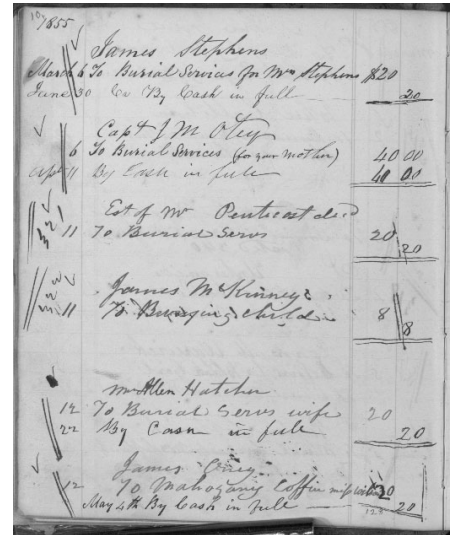 1855
James Stephens
March 6 To Burial Services for Mrs Stephens $20
June 30 Cr By Cash in full 20
Capt J M Otey
6 To Burial Services (for your mother) 40 00
Apl 11 By Cash in full 40 00
Est of Mr Pentecost decd
11 To Burial Servs 20 20
James McKinney
11 To Burying child 8 8
Mr Allen Hatcher
12 To Burial Servs wife 20
22 By Cash in full 20
James
12 To Mahogany Coffin
May 4th By Cash in full 20